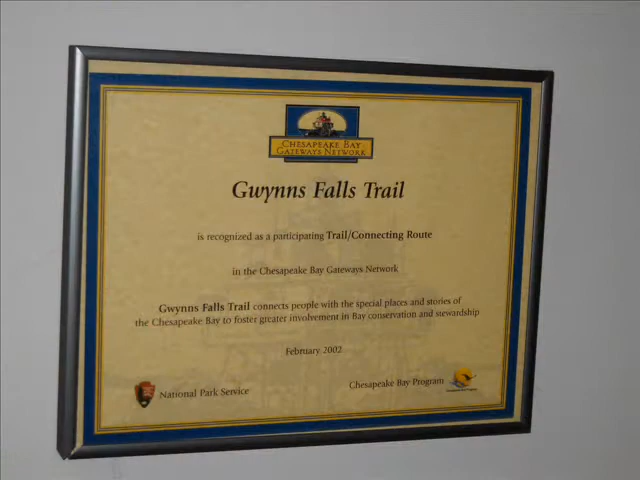 CHESAPEAKE BAY
GATEWAYS NETWORK
Gwynns Falls Trail
is recognized as a participating Trail/Connecting Route
in the Chesapeake Bay Gateways Network
Gwynns Falls Trail connects people with the special places and stories of
the Chesapeake Bay to foster greater involvement in Bay conservation and stewardship
February 2002
National Park Service
Chesapeake Bay Program